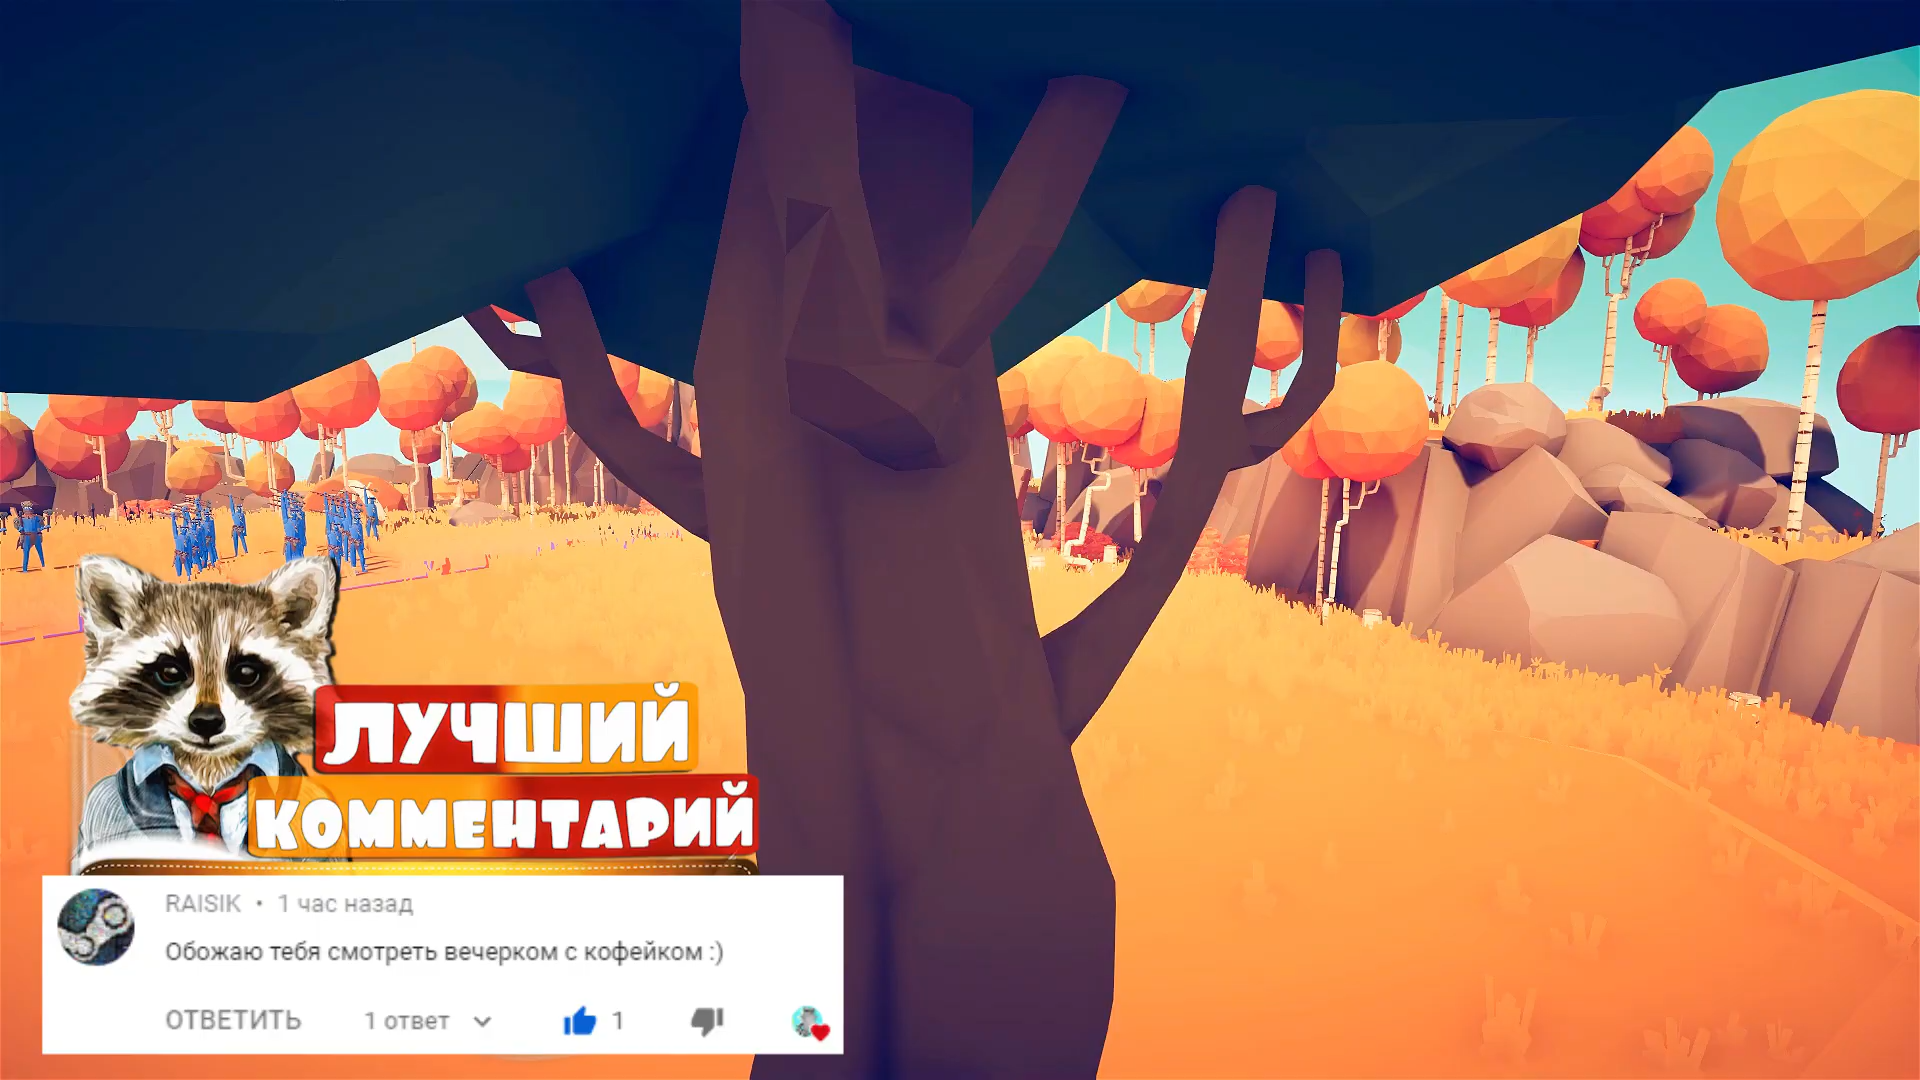 ЛУЧШИЙ
КОММЕНТАРИЙ
RAISIK • 1 час назад
Обожаю тебя смотреть вечерком с кофейком :)
ОТВЕТИТЬ 1 ответ 1